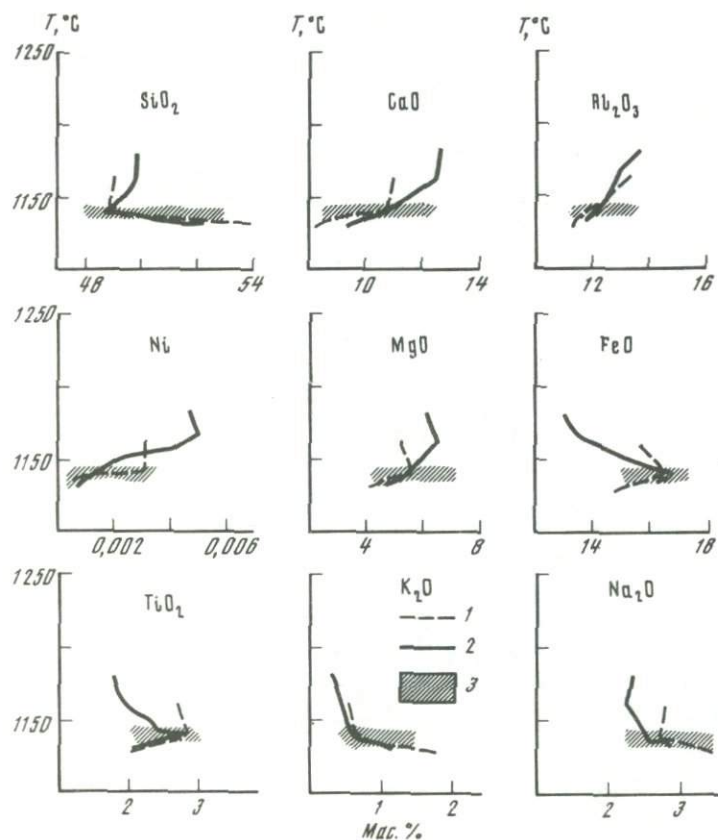 T,°C T,°C T,°C
1250
SiO₂ CaO Al₂O₃
1150
48 54 10 14 12 16
1250
Ni MgO FeO
1150
0,002 0,006 4 8 14 18
1250
TiO₂ K₂O Na₂O
1
2
3
1150
2 3 1 2 2 3
Мас. %